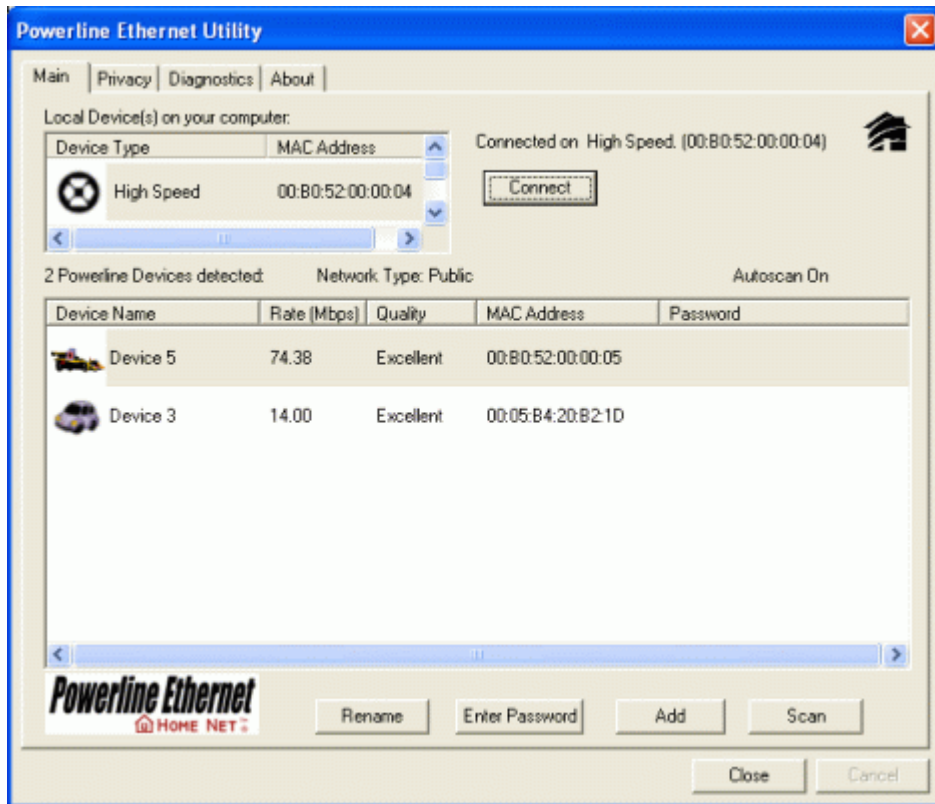 Powerline Ethernet Utility
Main Privacy Diagnostics About
Local Device(s) on your computer:
Device Type MAC Address
High Speed 00:B0:52:00:00:04
Connected on High Speed. (00:B0:52:00:00:04)
Connect
2 Powerline Devices detected: Network Type: Public Autoscan On
Device Name Rate (Mbps) Quality MAC Address Password
Device 5 74.38 Excellent 00:B0:52:00:00:05
Device 3 14.00 Excellent 00:05:B4:20:B2:1D
Powerline Ethernet
HOME NET
Rename Enter Password Add Scan
Close Cancel